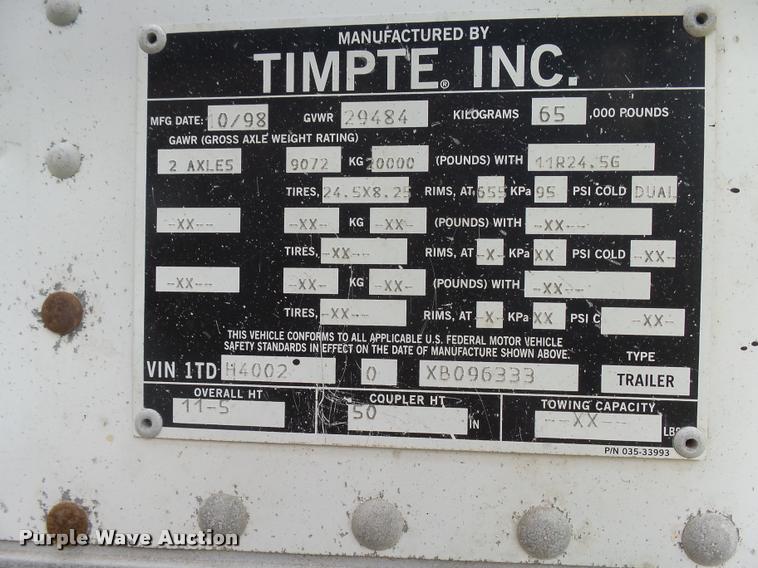 MANUFACTURED BY
TIMPTE® INC.
MFG DATE: 10/98 GVWR 29484 KILOGRAMS 65 ,000 POUNDS
GAWR (GROSS AXLE WEIGHT RATING)
2 AXLES 9072 KG 20000 (POUNDS) WITH 11R24.5G
TIRES, 24.5X8.25 RIMS, AT 655 KPa 95 PSI COLD DUAL
-XX-- --XX-- KG --XX-- (POUNDS) WITH --XX--
TIRES, --XX-- RIMS, AT -X- KPa XX PSI COLD --XX--
-XX-- --XX-- KG --XX-- (POUNDS) WITH --XX--
TIRES, --XX-- RIMS, AT -X- KPa XX PSI C --XX--
THIS VEHICLE CONFORMS TO ALL APPLICABLE U.S. FEDERAL MOTOR VEHICLE
SAFETY STANDARDS IN EFFECT ON THE DATE OF MANUFACTURE SHOWN ABOVE.
TYPE
VIN 1TD H4002 0 XB096333 TRAILER
OVERALL HT COUPLER HT TOWING CAPACITY
11-5 50 IN --XX-- LBS
P/N 035-33993
Purple Wave Auction